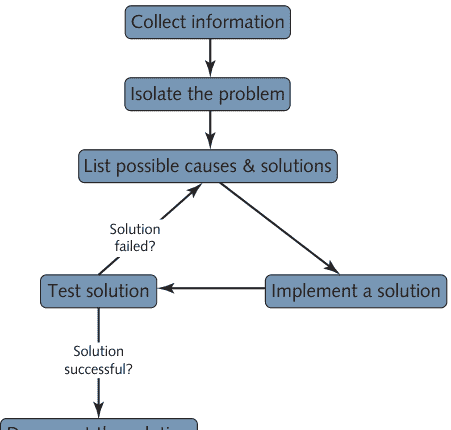 Collect information
Isolate the problem
List possible causes & solutions
Solution
failed?
Test solution
Implement a solution
Solution
successful?